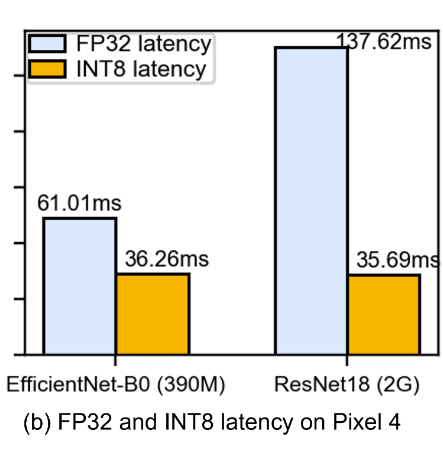 FP32 latency
INT8 latency
137.62ms
61.01ms
36.26ms
35.69ms
EfficientNet-B0 (390M)
ResNet18 (2G)
(b) FP32 and INT8 latency on Pixel 4